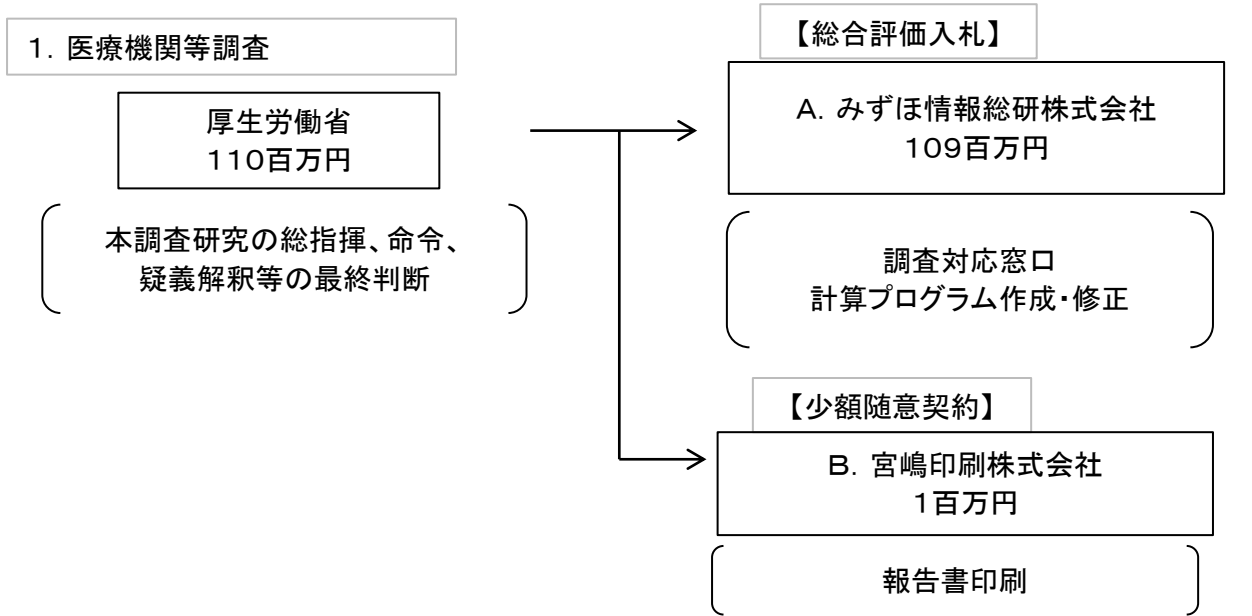 1. 医療機関等調査
厚生労働省
110百万円
本調査研究の総指揮、命令、
疑義解釈等の最終判断
【総合評価入札】
A. みずほ情報総研株式会社
109百万円
調査対応窓口
計算プログラム作成・修正
【少額随意契約】
B. 宮嶋印刷株式会社
1百万円
報告書印刷